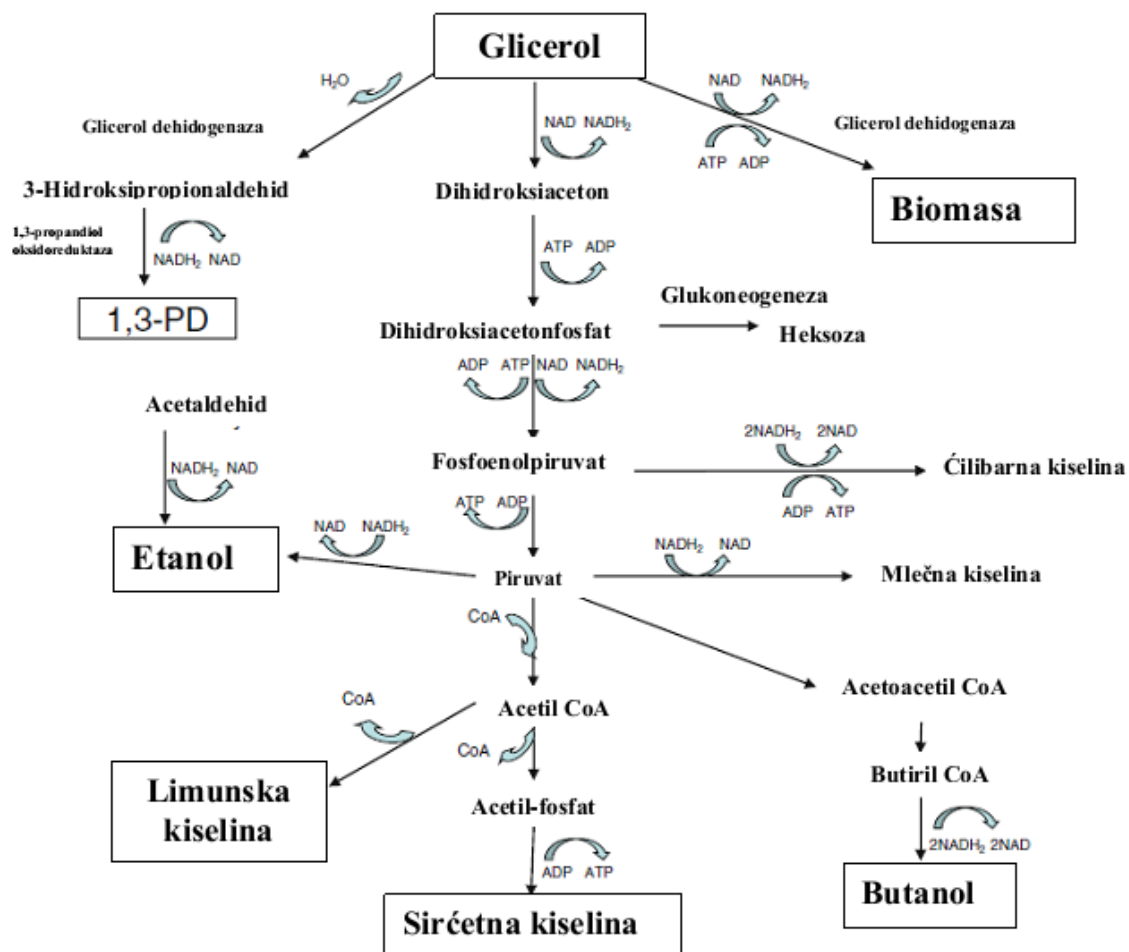 Glicerol
H₂O
NAD NADH₂
Glicerol dehidogenaza
NAD NADH₂
Glicerol dehidogenaza
ATP ADP
3-Hidroksipropionaldehid
Dihidroksiaceton
Biomasa
1,3-propandiol
oksidoreduktaza
NADH₂ NAD
ATP ADP
1,3-PD
Glukoneogeneza
Dihidroksiacetonfosfat
Heksoza
ADP ATP NAD NADH₂
Acetaldehid
2NADH₂ 2NAD
NADH₂ NAD
Fosfoenolpiruvat
Ćilibarna kiselina
ATP ADP
ADP ATP
Etanol
NAD NADH₂
NADH₂ NAD
Piruvat
Mlečna kiselina
CoA
CoA
Acetil CoA
Acetoacetil CoA
CoA
Limunska
kiselina
Butiril CoA
Acetil-fosfat
2NADH₂ 2NAD
ADP ATP
Butanol
Sirćetna kiselina